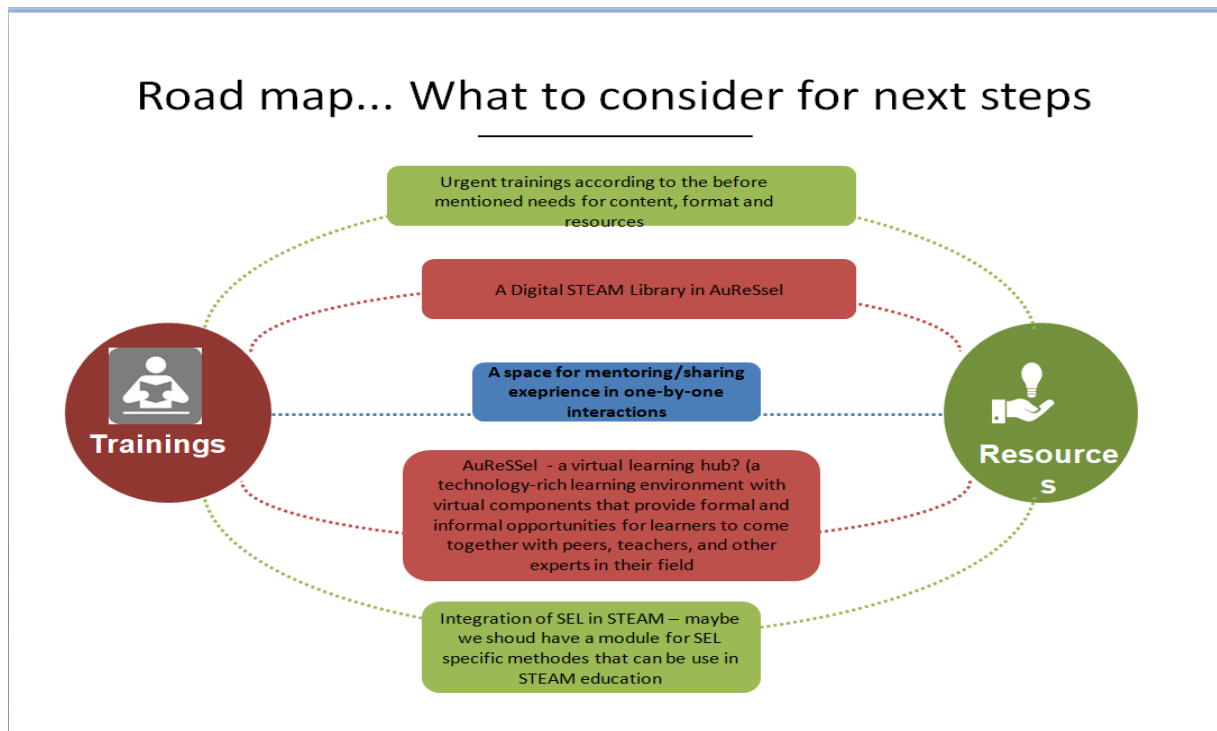 Road map... What to consider for next steps
Urgent trainings according to the before
mentioned needs for content, format and
resources
A Digital STEAM Library in AuReSsel
A space for mentoring/sharing
exeprience in one-by-one
interactions
Trainings
Resource
s
AuReSSel - a virtual learning hub? (a
technology-rich learning environment with
virtual components that provide formal and
informal opportunities for learners to come
together with peers, teachers, and other
experts in their field
Integration of SEL in STEAM – maybe
we shoud have a module for SEL
specific methodes that can be use in
STEAM education